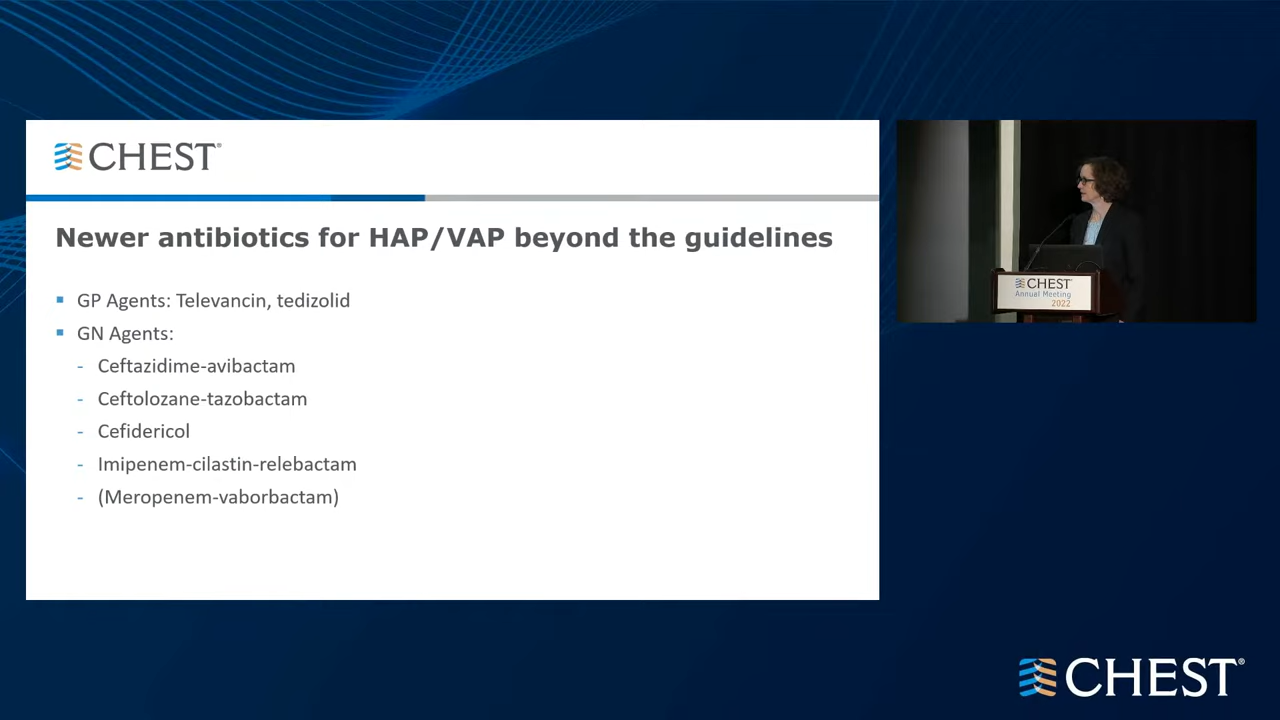 CHEST®
Newer antibiotics for HAP/VAP beyond the guidelines
GP Agents: Televancin, tedizolid
GN Agents:
- Ceftazidime-avibactam
- Ceftolozane-tazobactam
- Cefidericol
- Imipenem-cilastin-relebactam
- (Meropenem-vaborbactam)
CHEST
Annual Meeting
2022
CHEST®